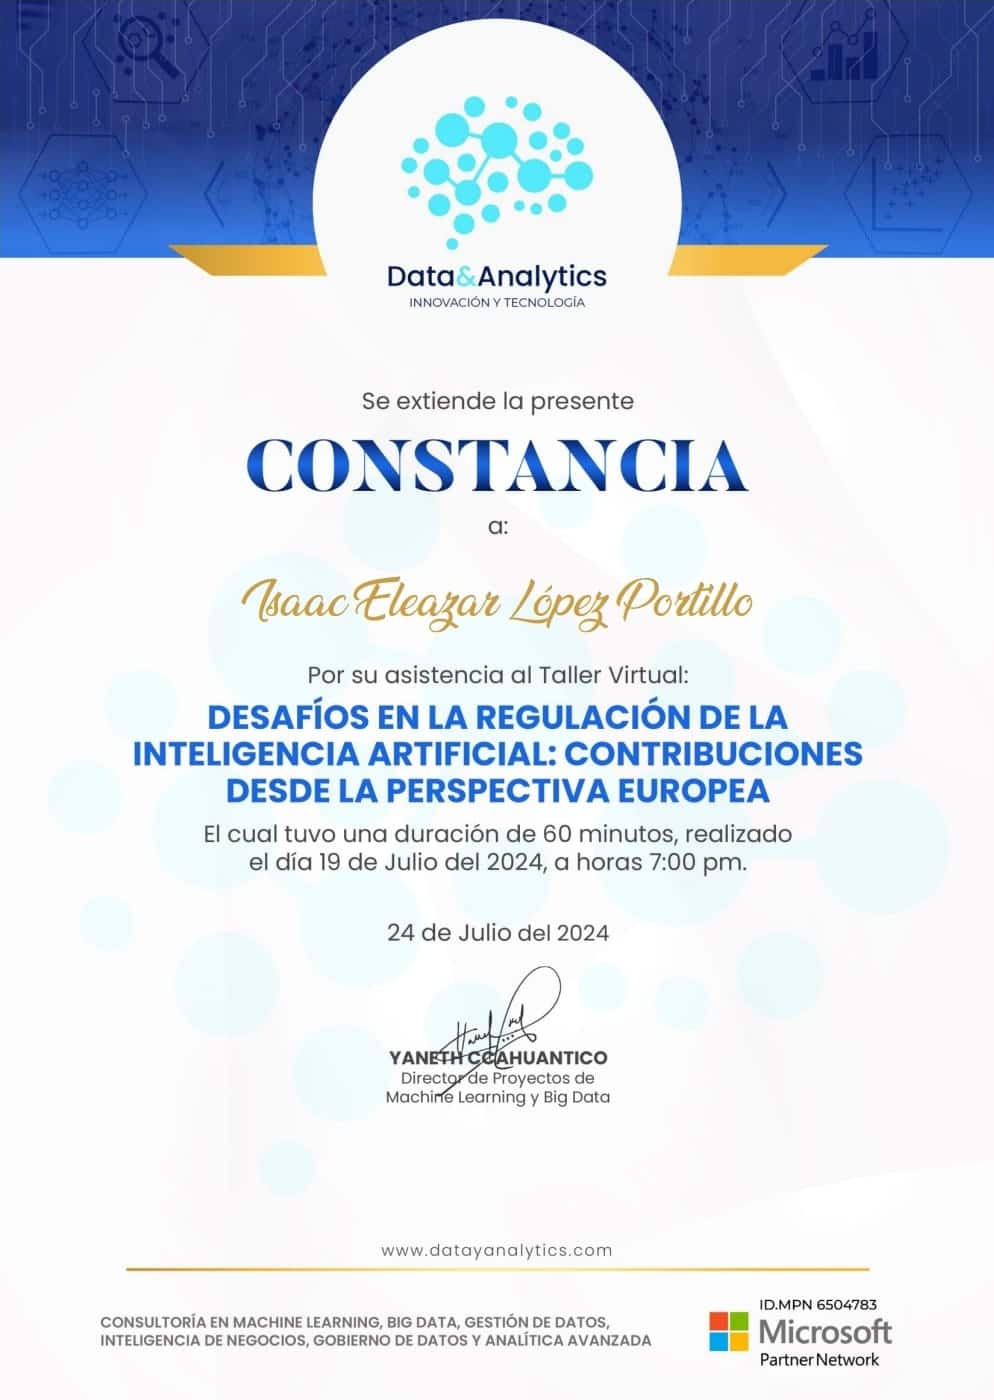 Data&Analytics
INNOVACIÓN Y TECNOLOGÍA
Se extiende la presente
CONSTANCIA
a:
Isaac Eleazar López Portillo
Por su asistencia al Taller Virtual:
DESAFÍOS EN LA REGULACIÓN DE LA
INTELIGENCIA ARTIFICIAL: CONTRIBUCIONES
DESDE LA PERSPECTIVA EUROPEA
El cual tuvo una duración de 60 minutos, realizado
el día 19 de Julio del 2024, a horas 7:00 pm.
24 de Julio del 2024
YANETH CCAHUANTICO
Director de Proyectos de
Machine Learning y Big Data
www.datayanalytics.com
CONSULTORÍA EN MACHINE LEARNING, BIG DATA, GESTIÓN DE DATOS,
INTELIGENCIA DE NEGOCIOS, GOBIERNO DE DATOS Y ANALÍTICA AVANZADA
ID.MPN 6504783
Microsoft
Partner Network